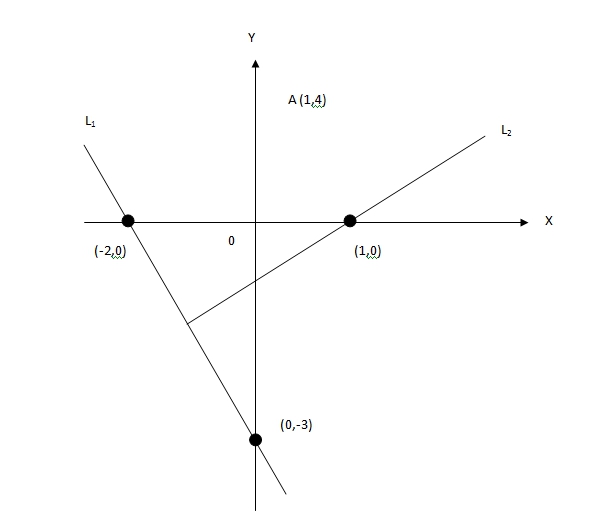 Y
A (1,4)
L₁
L₂
X
0
(-2,0)
(1,0)
(0,-3)